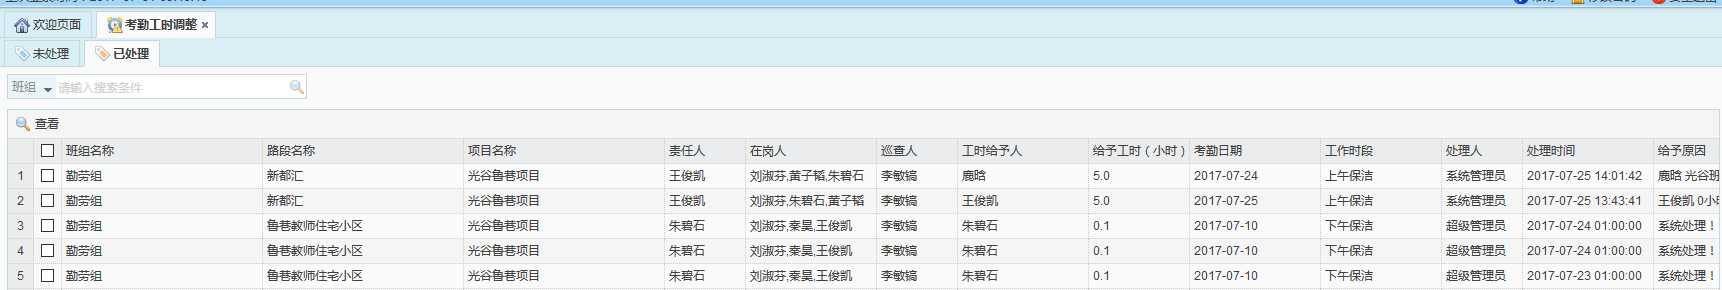 欢迎页面 考勤工时调整 ×
未处理 已处理
班组 请输入搜索条件
查看
班组名称 路段名称 项目名称 责任人 在岗人 巡查人 工时给予人 给予工时（小时） 考勤日期 工作时段 处理人 处理时间 给予原因
1 勤劳组 新都汇 光谷鲁巷项目 王俊凯 刘淑芬,黄子韬,朱碧石 李敏镐 鹿晗 5.0 2017-07-24 上午保洁 系统管理员 2017-07-25 14:01:42 鹿晗 光谷班
2 勤劳组 新都汇 光谷鲁巷项目 王俊凯 刘淑芬,朱碧石,黄子韬 李敏镐 王俊凯 5.0 2017-07-25 上午保洁 系统管理员 2017-07-25 13:43:41 王俊凯 0小时
3 勤劳组 鲁巷教师住宅小区 光谷鲁巷项目 朱碧石 刘淑芬,秦昊,王俊凯 李敏镐 朱碧石 0.1 2017-07-10 下午保洁 超级管理员 2017-07-24 01:00:00 系统处理！
4 勤劳组 鲁巷教师住宅小区 光谷鲁巷项目 朱碧石 刘淑芬,秦昊,王俊凯 李敏镐 朱碧石 0.1 2017-07-10 下午保洁 超级管理员 2017-07-24 01:00:00 系统处理！
5 勤劳组 鲁巷教师住宅小区 光谷鲁巷项目 朱碧石 刘淑芬,秦昊,王俊凯 李敏镐 朱碧石 0.1 2017-07-10 下午保洁 超级管理员 2017-07-23 01:00:00 系统处理！